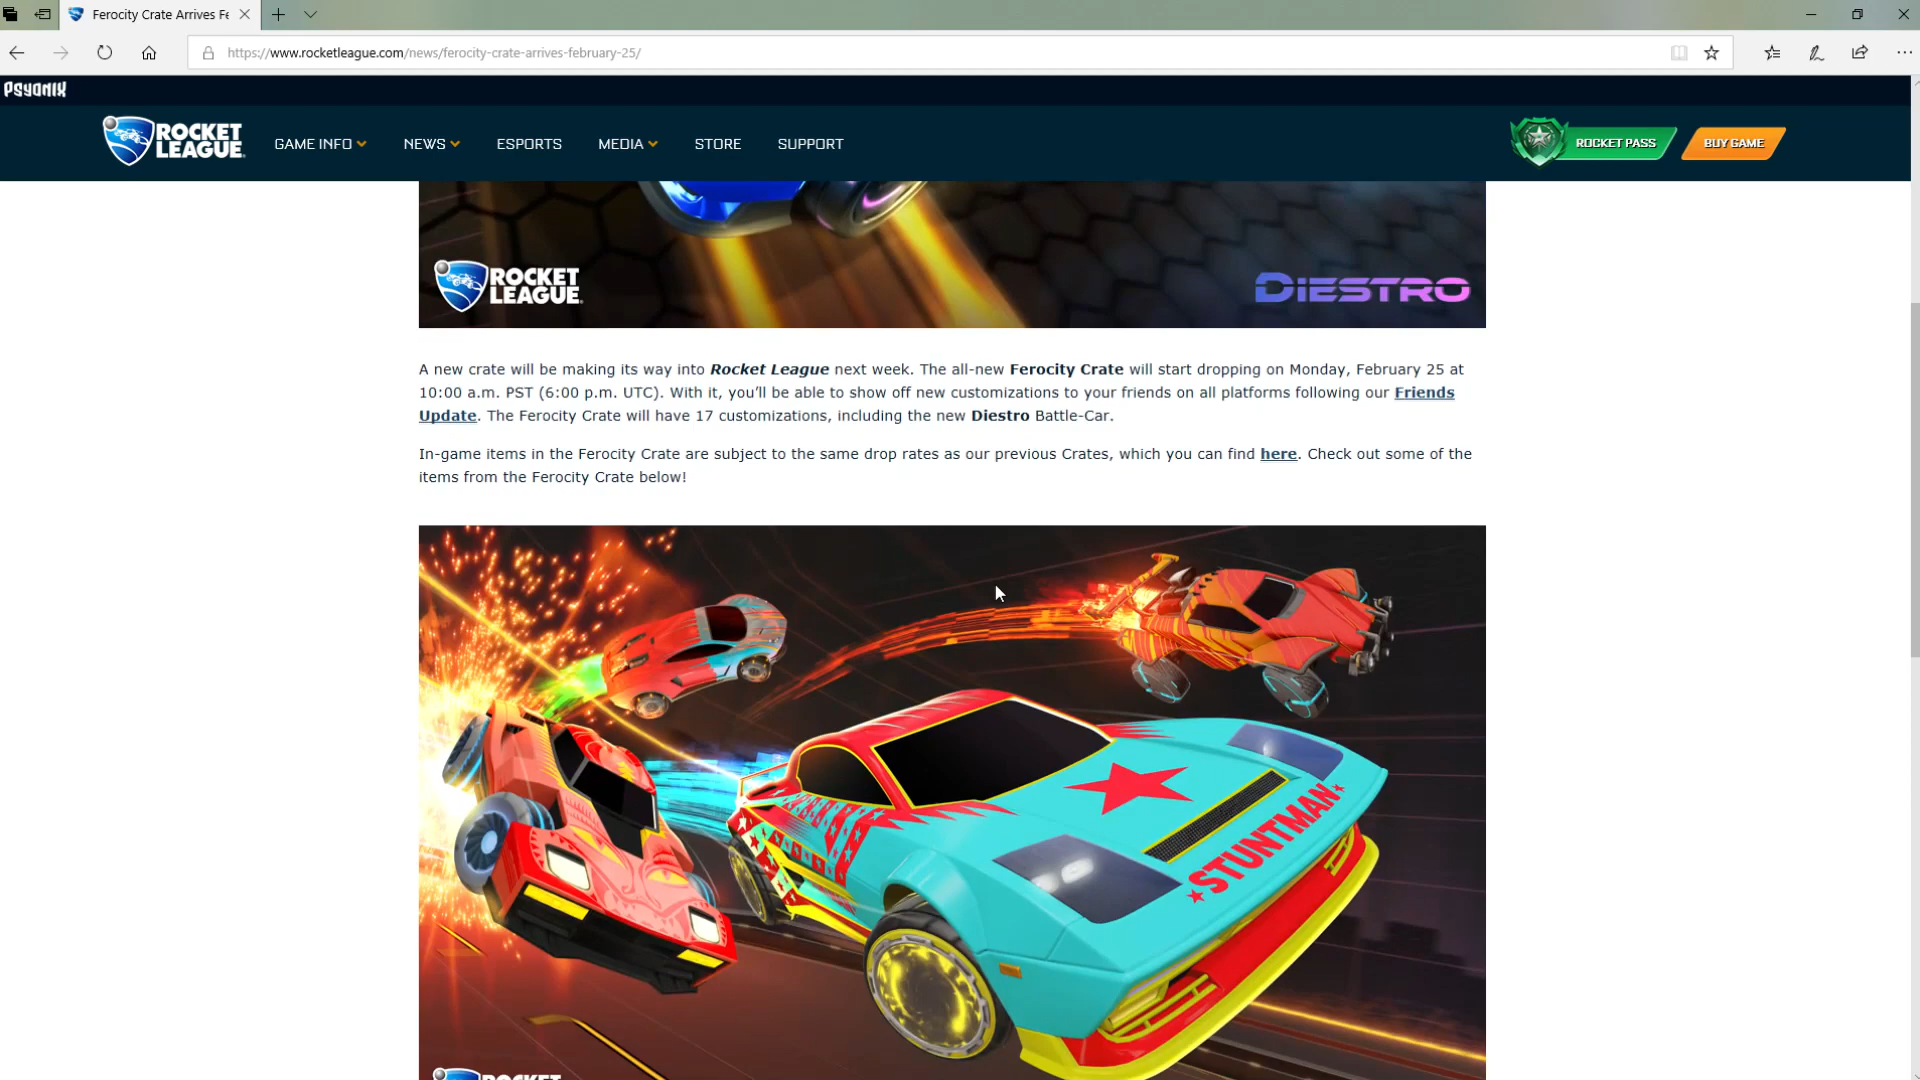 Ferocity Crate Arrives Fe
https://www.rocketleague.com/news/ferocity-crate-arrives-february-25/
PSYONIX
ROCKET LEAGUE
GAME INFO NEWS ESPORTS MEDIA STORE SUPPORT
ROCKET PASS BUY GAME
ROCKET
LEAGUE
DIESTRO
A new crate will be making its way into Rocket League next week. The all-new Ferocity Crate will start dropping on Monday, February 25 at
10:00 a.m. PST (6:00 p.m. UTC). With it, you’ll be able to show off new customizations to your friends on all platforms following our Friends
Update. The Ferocity Crate will have 17 customizations, including the new Diestro Battle-Car.
In-game items in the Ferocity Crate are subject to the same drop rates as our previous Crates, which you can find here. Check out some of the
items from the Ferocity Crate below!
STUNTMAN
ROCKET